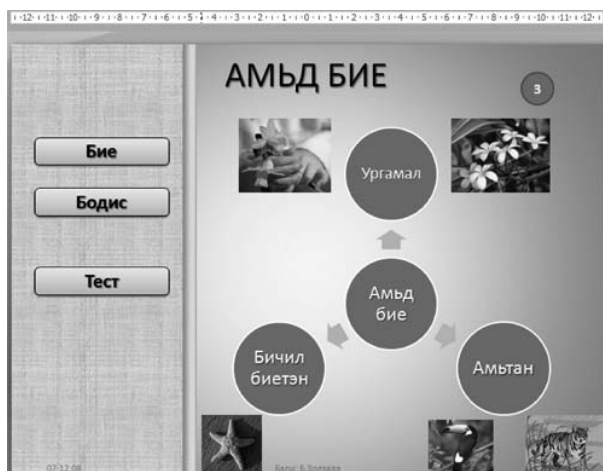 АМЬД БИЕ
3
Бие
Бодис
Тест
Ургамал
Амьд
бие
Бичил
биетэн
Амьтан